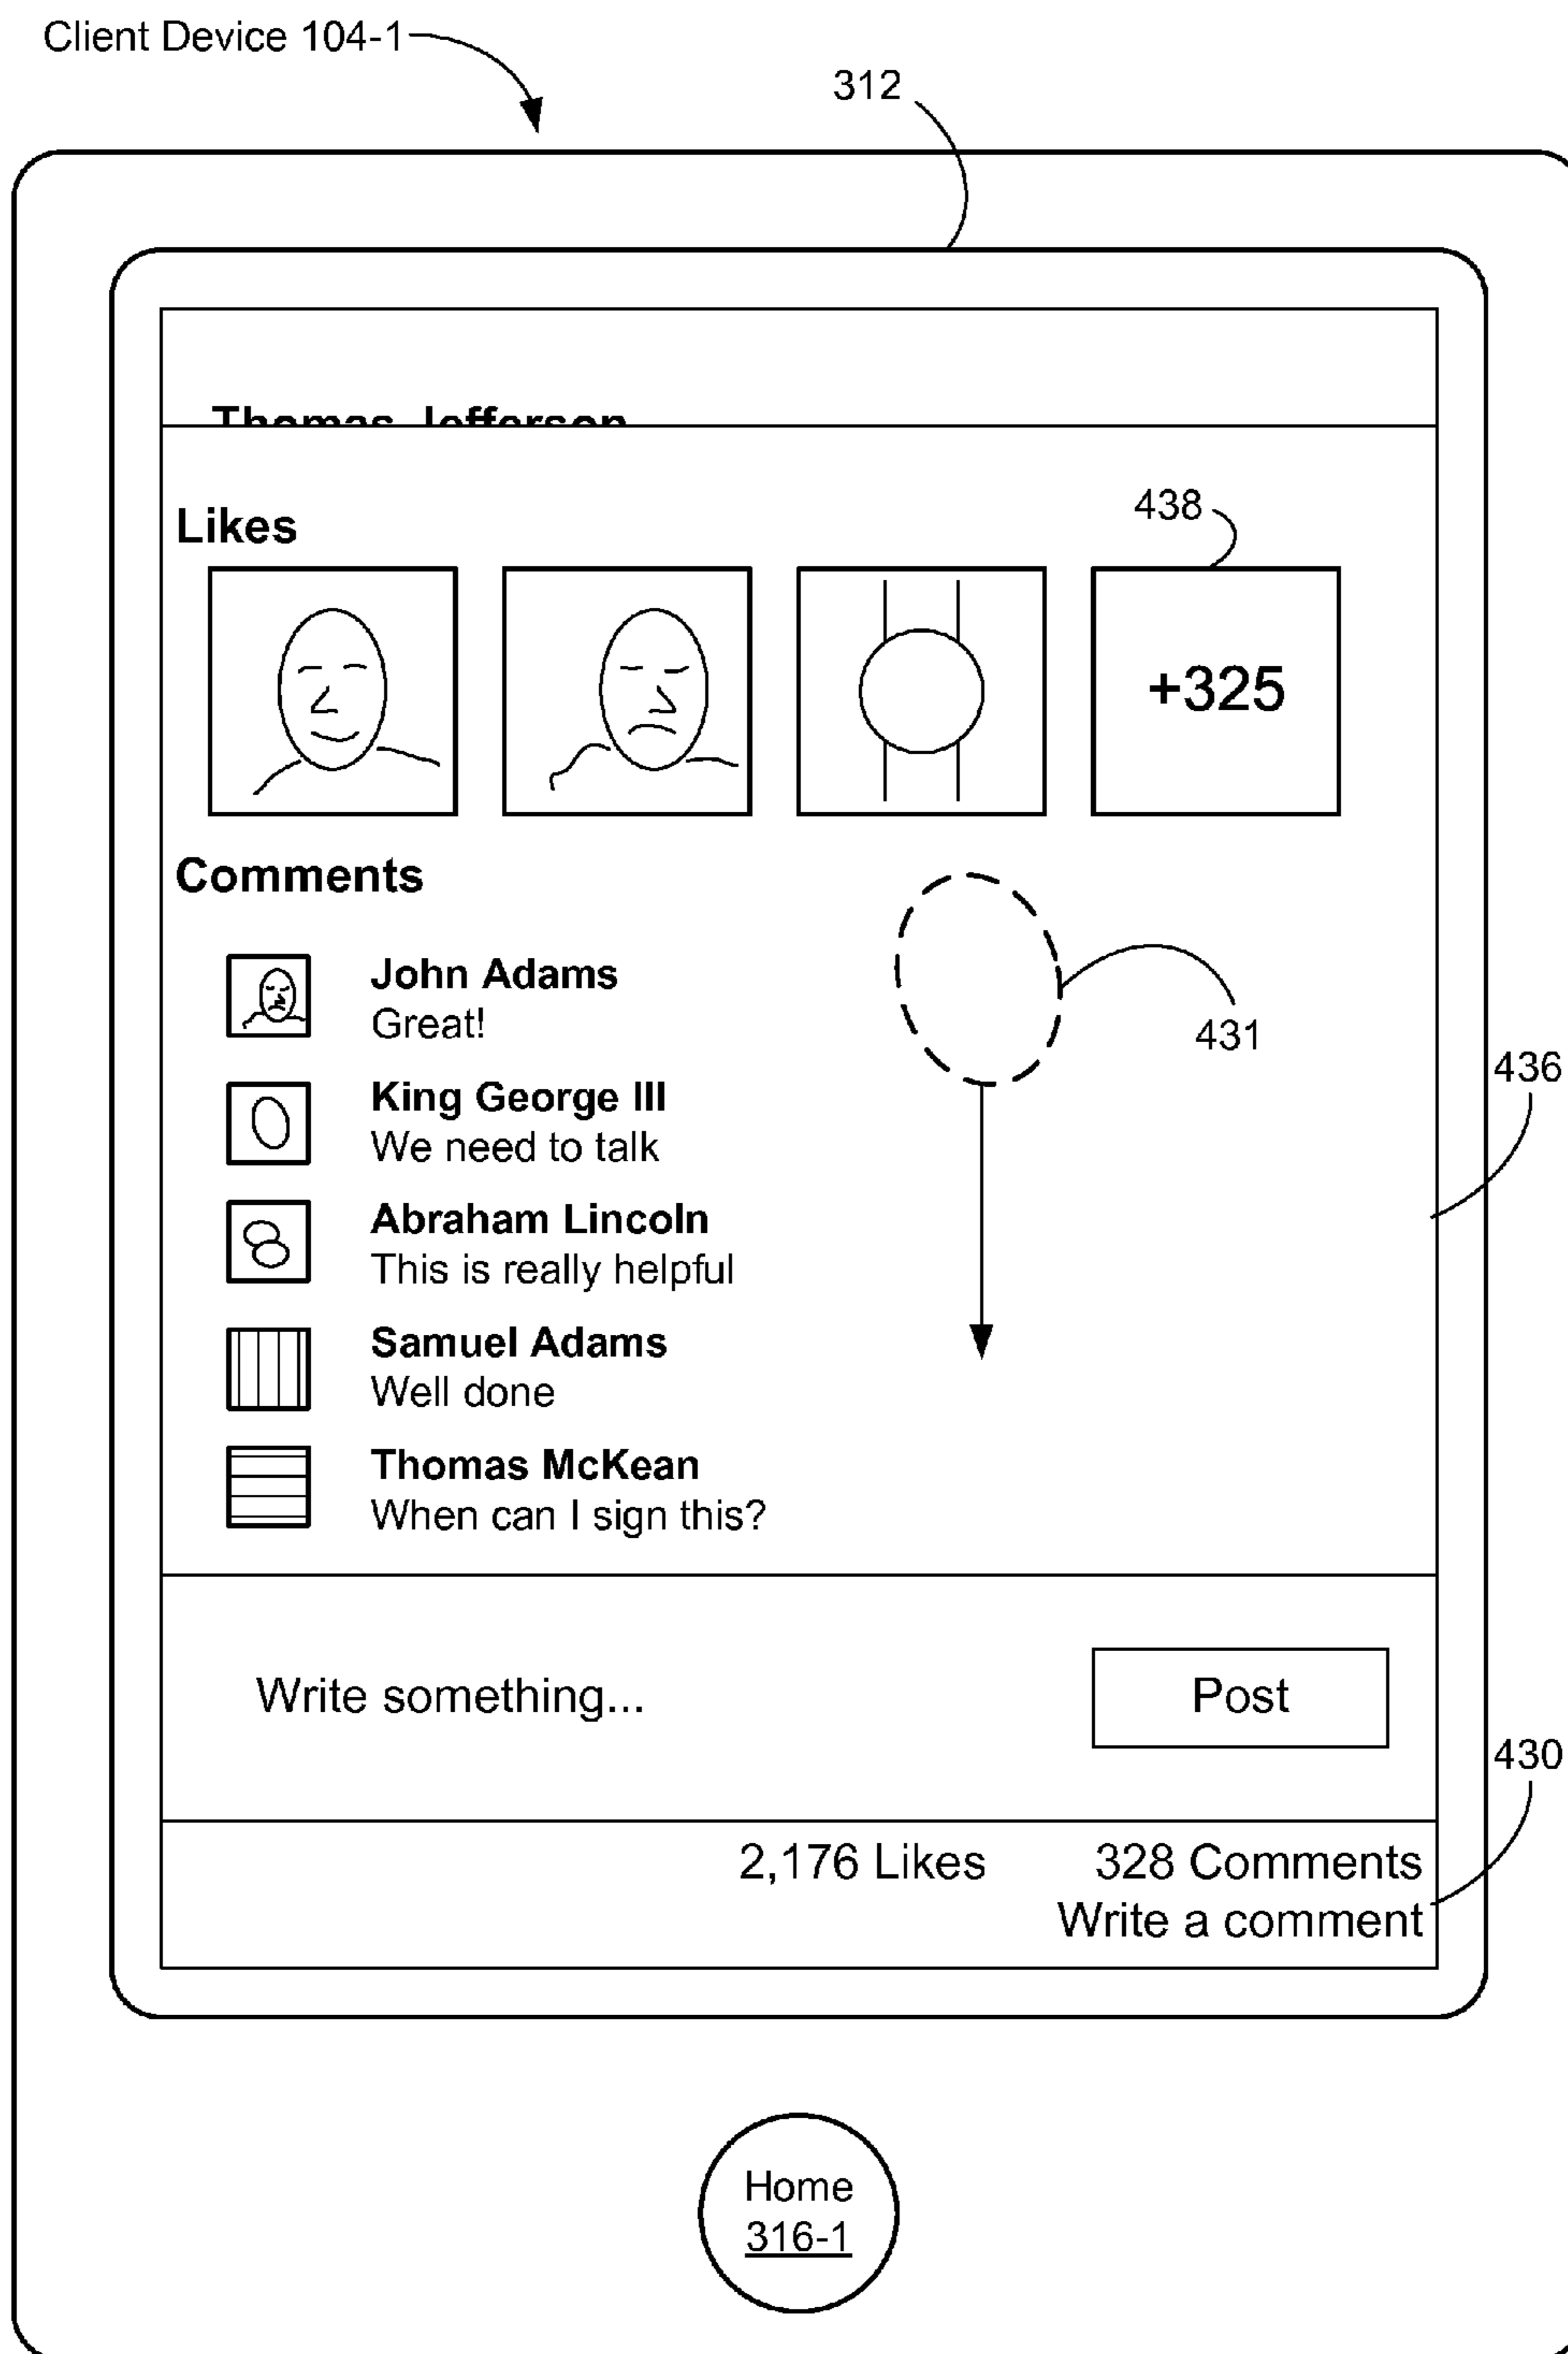 Client Device 104-1
312
Thomas Jefferson
438
Likes
+325
Comments
John Adams
Great!
431
King George III
We need to talk
436
Abraham Lincoln
This is really helpful
Samuel Adams
Well done
Thomas McKean
When can I sign this?
Write something...
Post
430
2,176 Likes 328 Comments
Write a comment
Home
316-1